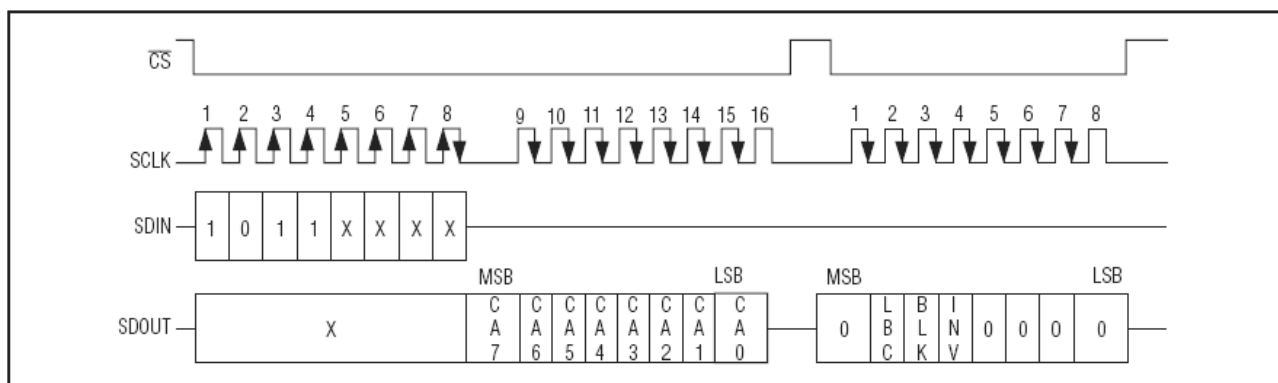 CS
1 2 3 4 5 6 7 8 9 10 11 12 13 14 15 16 1 2 3 4 5 6 7 8
SCLK
SDIN 1 0 1 1 X X X X
MSB LSB MSB LSB
SDOUT X CA7 CA6 CA5 CA4 CA3 CA2 CA1 CA0 0 LBC BLK INV 0 0 0 0